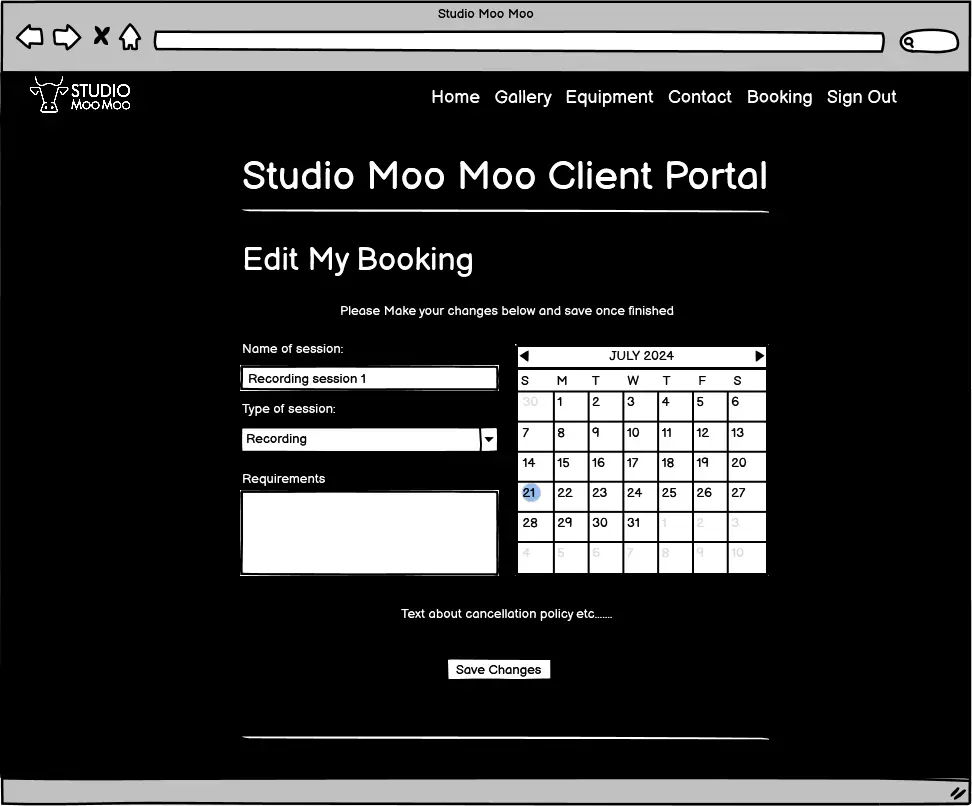 Studio Moo Moo
STUDIO
Moo Moo
Home Gallery Equipment Contact Booking Sign Out
Studio Moo Moo Client Portal
Edit My Booking
Please Make your changes below and save once finished
Name of session:
Recording session 1
Type of session:
Recording
Requirements
JULY 2024
S M T W T F S
30 1 2 3 4 5 6
7 8 9 10 11 12 13
14 15 16 17 18 19 20
21 22 23 24 25 26 27
28 29 30 31 1 2 3
4 5 6 7 8 9 10
Text about cancellation policy etc.......
Save Changes